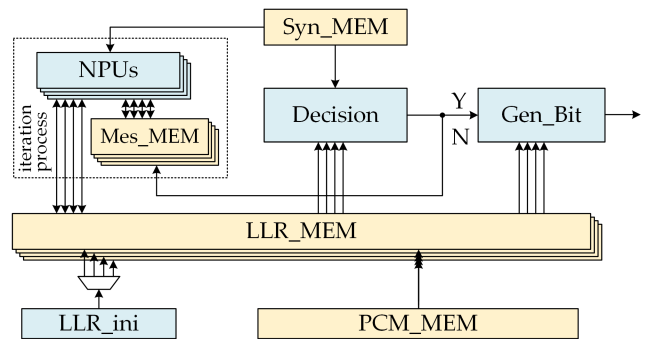 Syn_MEM
NPUs
Decision
Y
N
Gen_Bit
iteration
process
Mes_MEM
LLR_MEM
LLR_ini
PCM_MEM